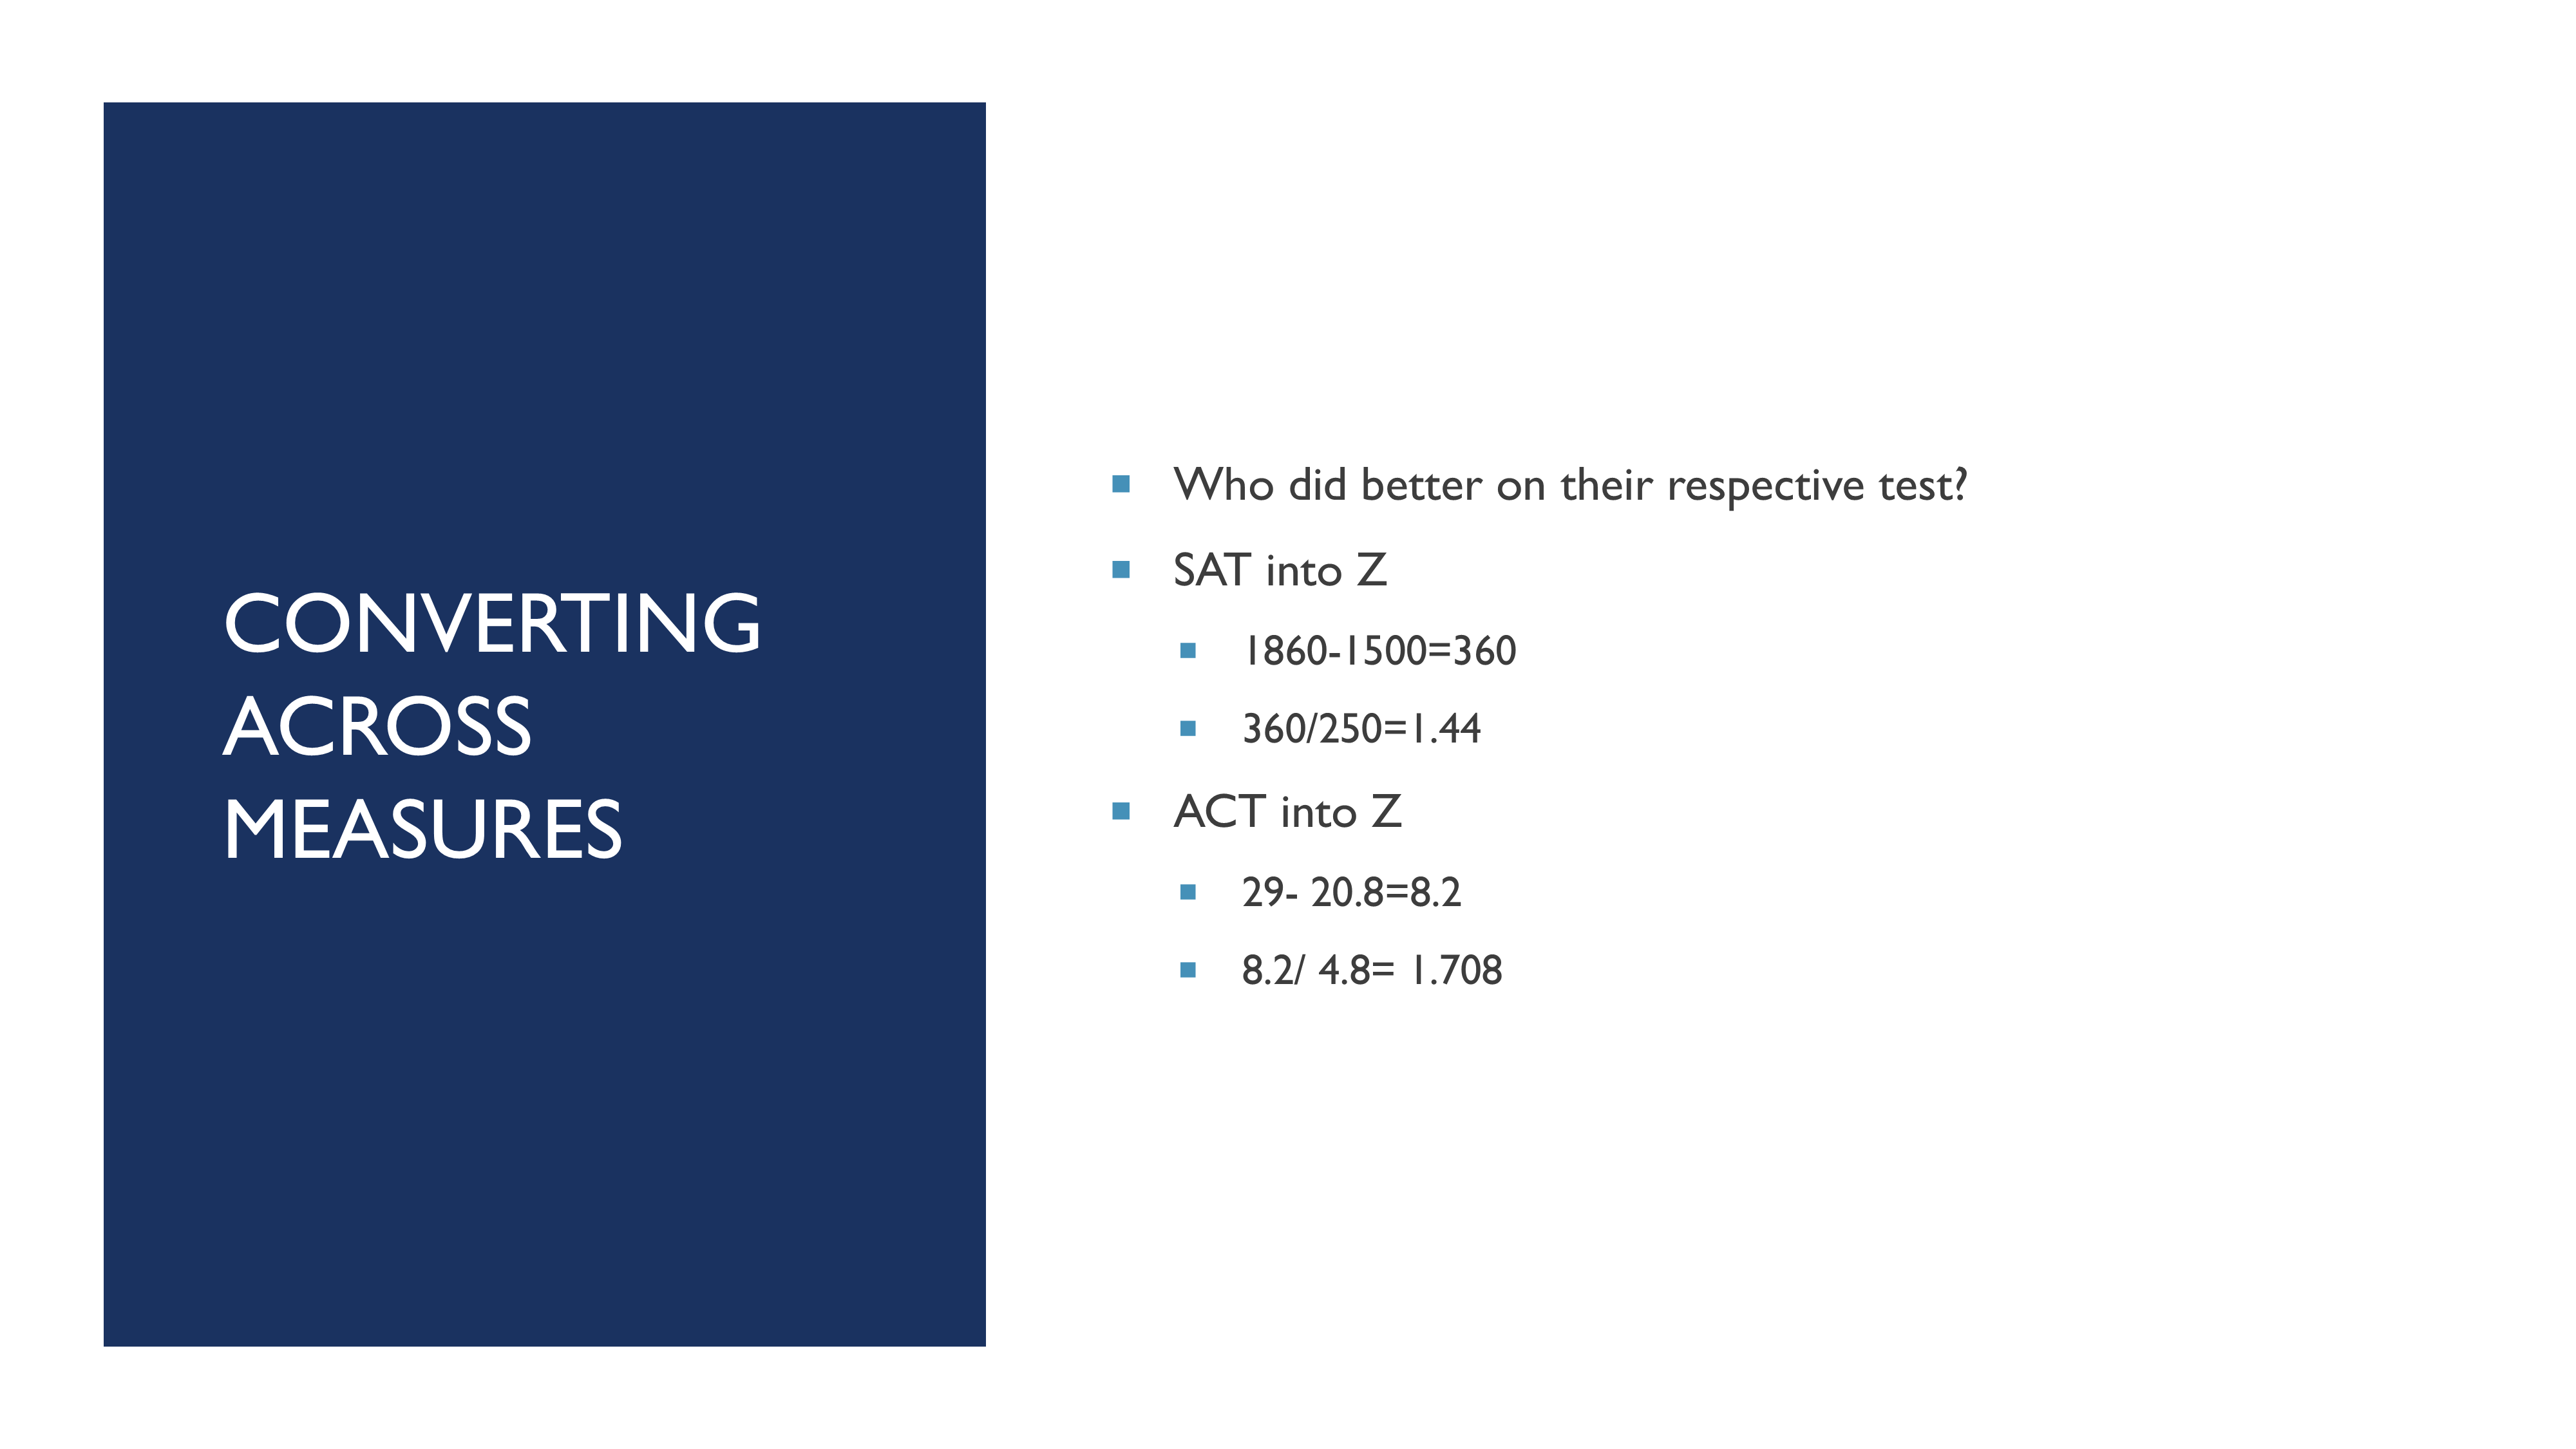 CONVERTING
ACROSS
MEASURES
Who did better on their respective test?
SAT into Z
1860-1500=360
360/250=1.44
ACT into Z
29- 20.8=8.2
8.2/ 4.8= 1.708